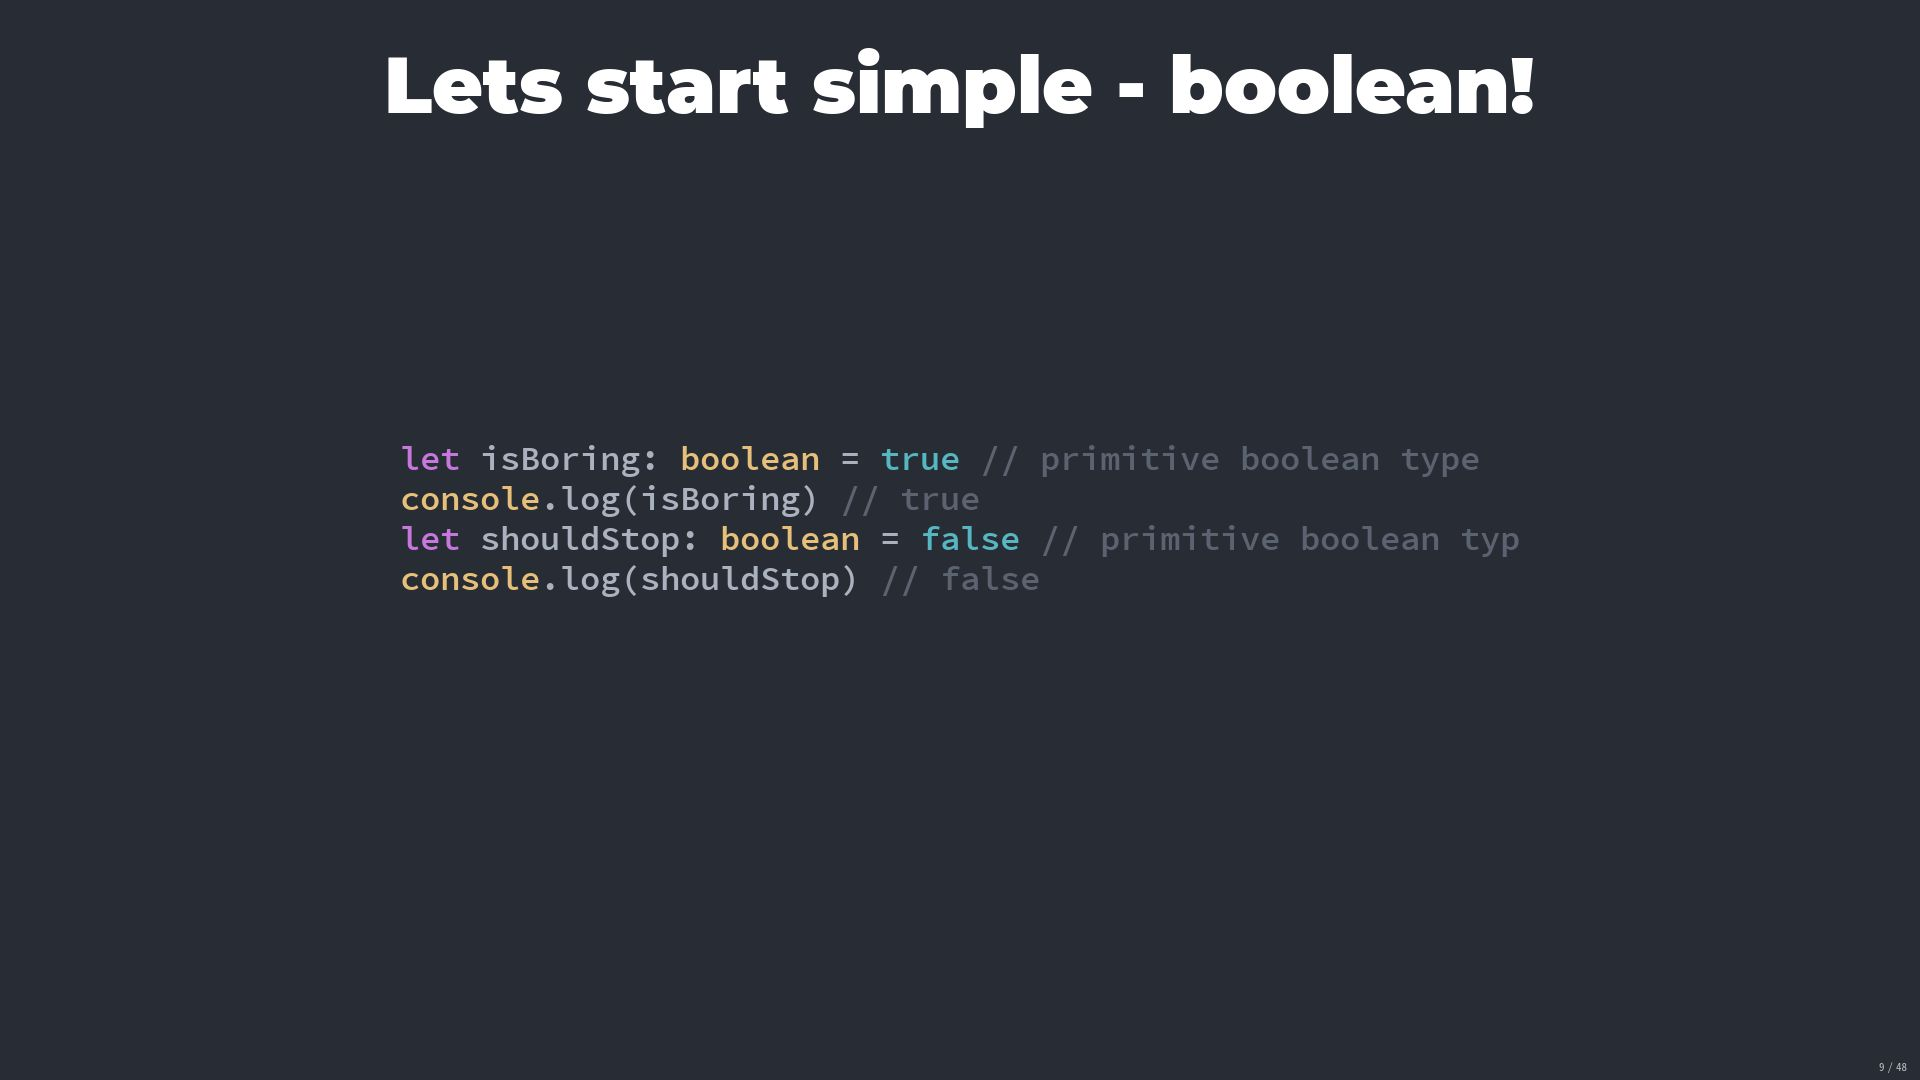 Lets start simple - boolean!
let isBoring: boolean = true // primitive boolean type
console.log(isBoring) // true
let shouldStop: boolean = false // primitive boolean typ
console.log(shouldStop) // false
9 / 48